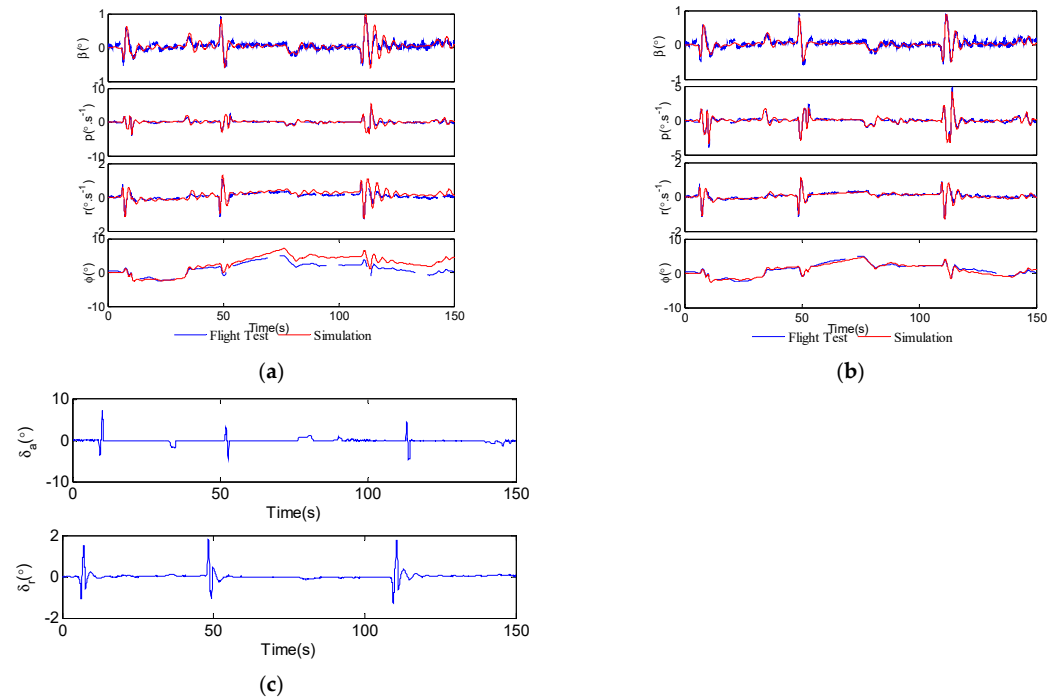 1
0
-1
β(°)
10
0
-10
p(°.s⁻¹)
2
0
-2
r(°.s⁻¹)
10
0
-10
ϕ(°)
0 50 100 150
Time(s)
Flight Test Simulation
(a)
1
0
-1
β(°)
5
0
-5
p(°.s⁻¹)
2
0
-2
r(°.s⁻¹)
10
0
-10
ϕ(°)
0 50 100 150
Time(s)
Flight Test Simulation
(b)
10
0
-10
δa(°)
0 50 100 150
Time(s)
2
0
-2
δr(°)
0 50 100 150
Time(s)
(c)